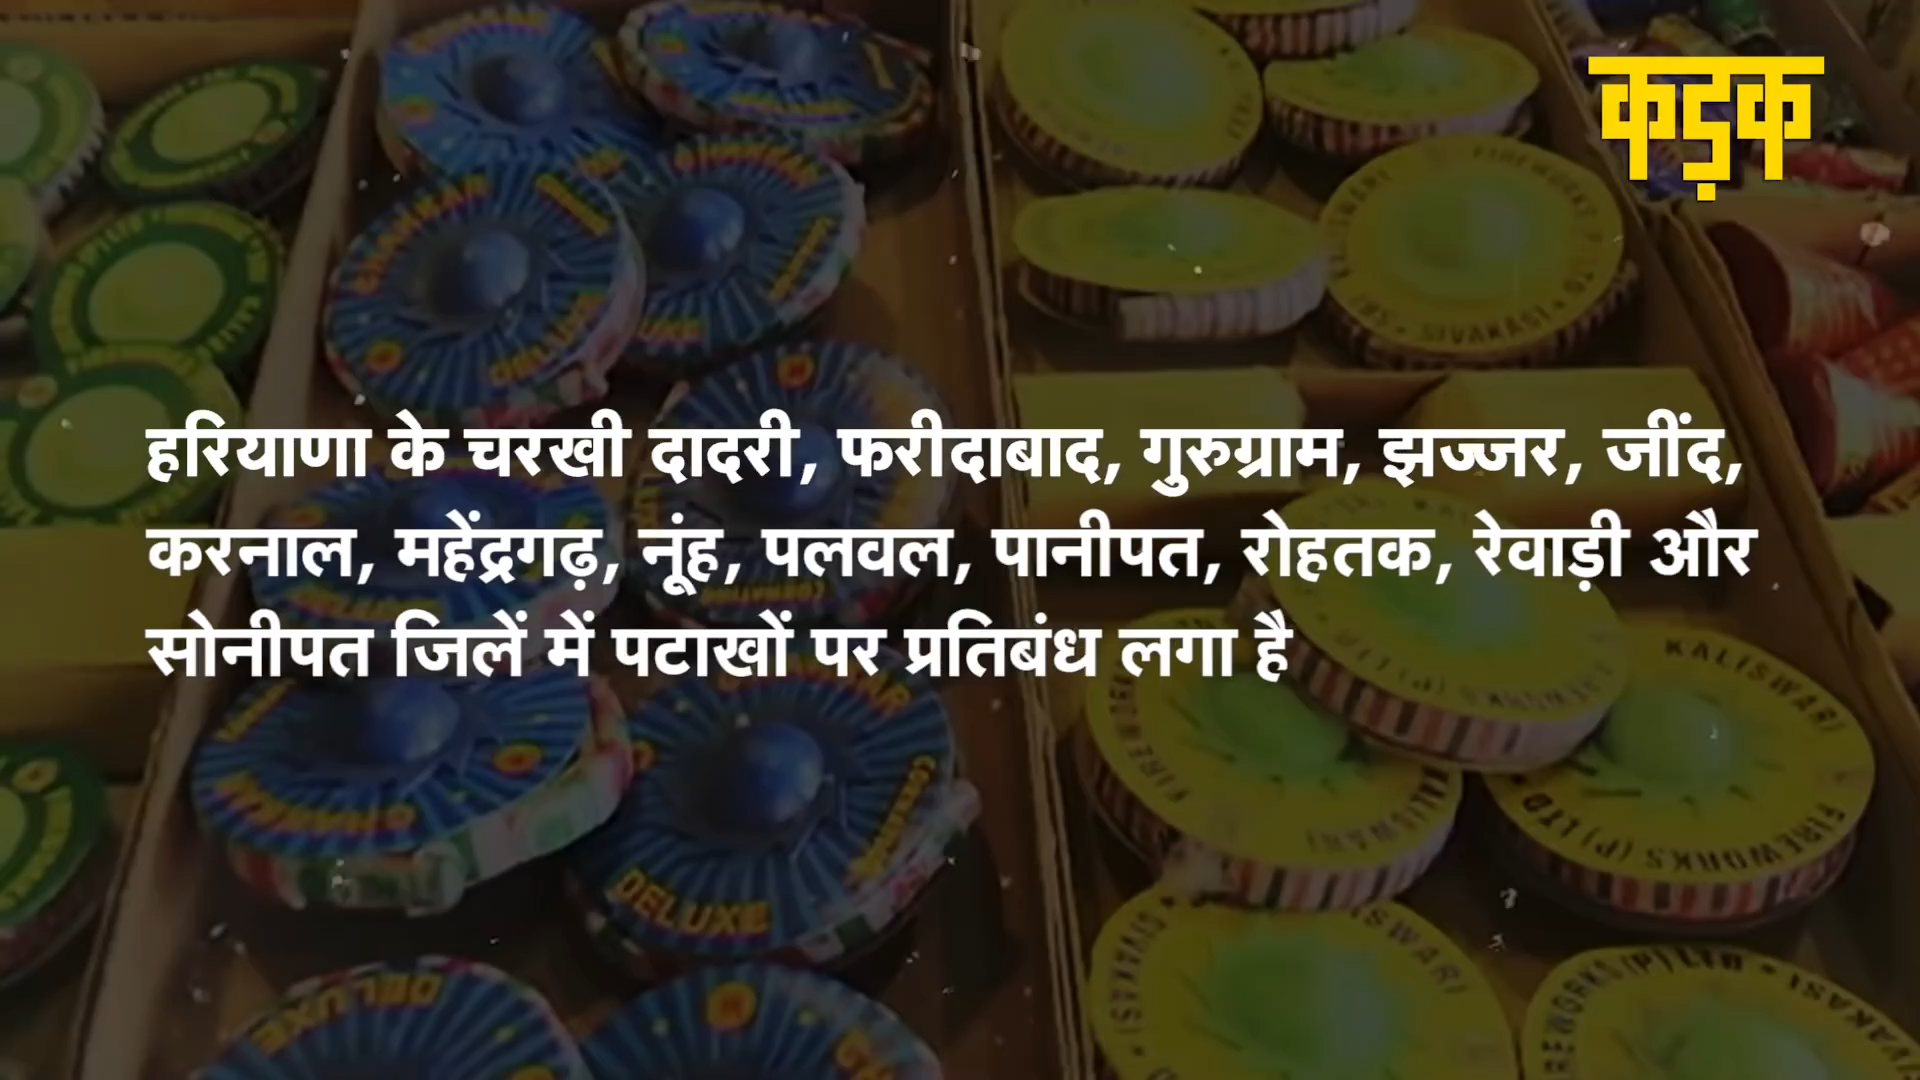 कड़क
हरियाणा के चरखी दादरी, फरीदाबाद, गुरुग्राम, झज्जर, जींद,
करनाल, महेंद्रगढ़, नूंह, पलवल, पानीपत, रोहतक, रेवाड़ी और
सोनीपत जिलें में पटाखों पर प्रतिबंध लगा है
DELUXE
SIVAKASI
KALISWARI
FIREWORKS (P) LTD
DELUXE